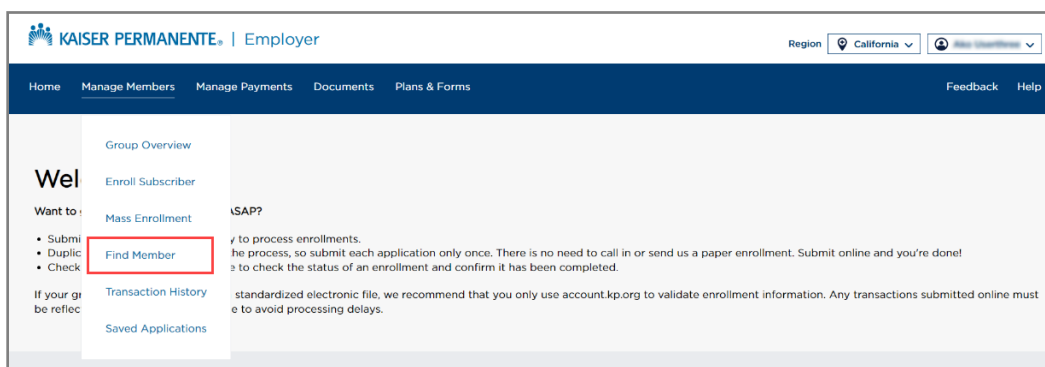 KAISER PERMANENTE® | Employer
Region California
Home Manage Members Manage Payments Documents Plans & Forms Feedback Help
Group Overview
Wel
Enroll Subscriber
Want to ASAP?
Mass Enrollment
• Submi y to process enrollments.
• Duplic Find Member he process, so submit each application only once. There is no need to call in or send us a paper enrollment. Submit online and you're done!
• Check e to check the status of an enrollment and confirm it has been completed.
If your gr Transaction History standardized electronic file, we recommend that you only use account.kp.org to validate enrollment information. Any transactions submitted online must
be reflec e to avoid processing delays.
Saved Applications